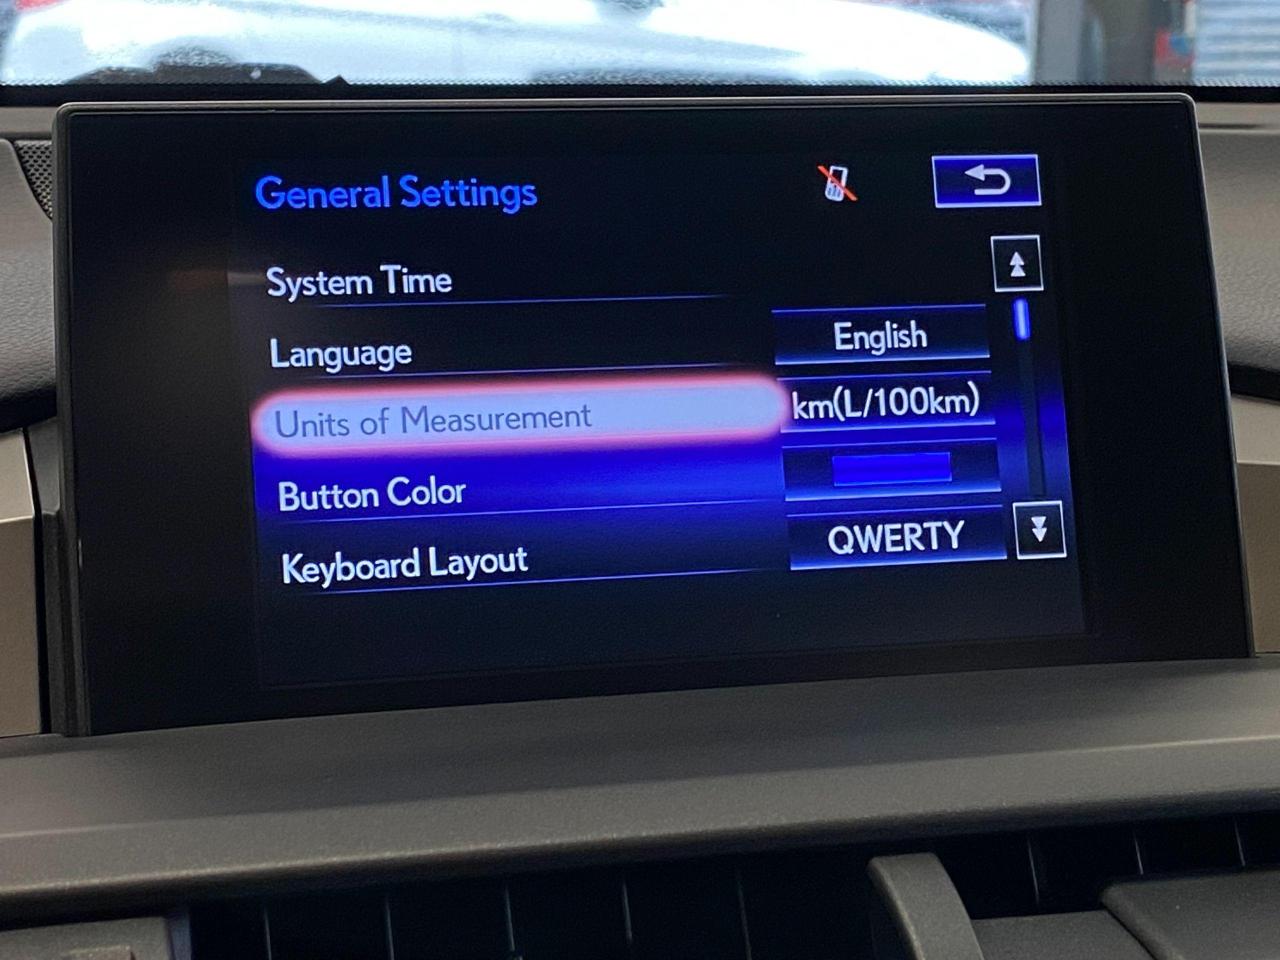 General Settings
System Time
Language English
Units of Measurement km(L/100km)
Button Color
Keyboard Layout QWERTY